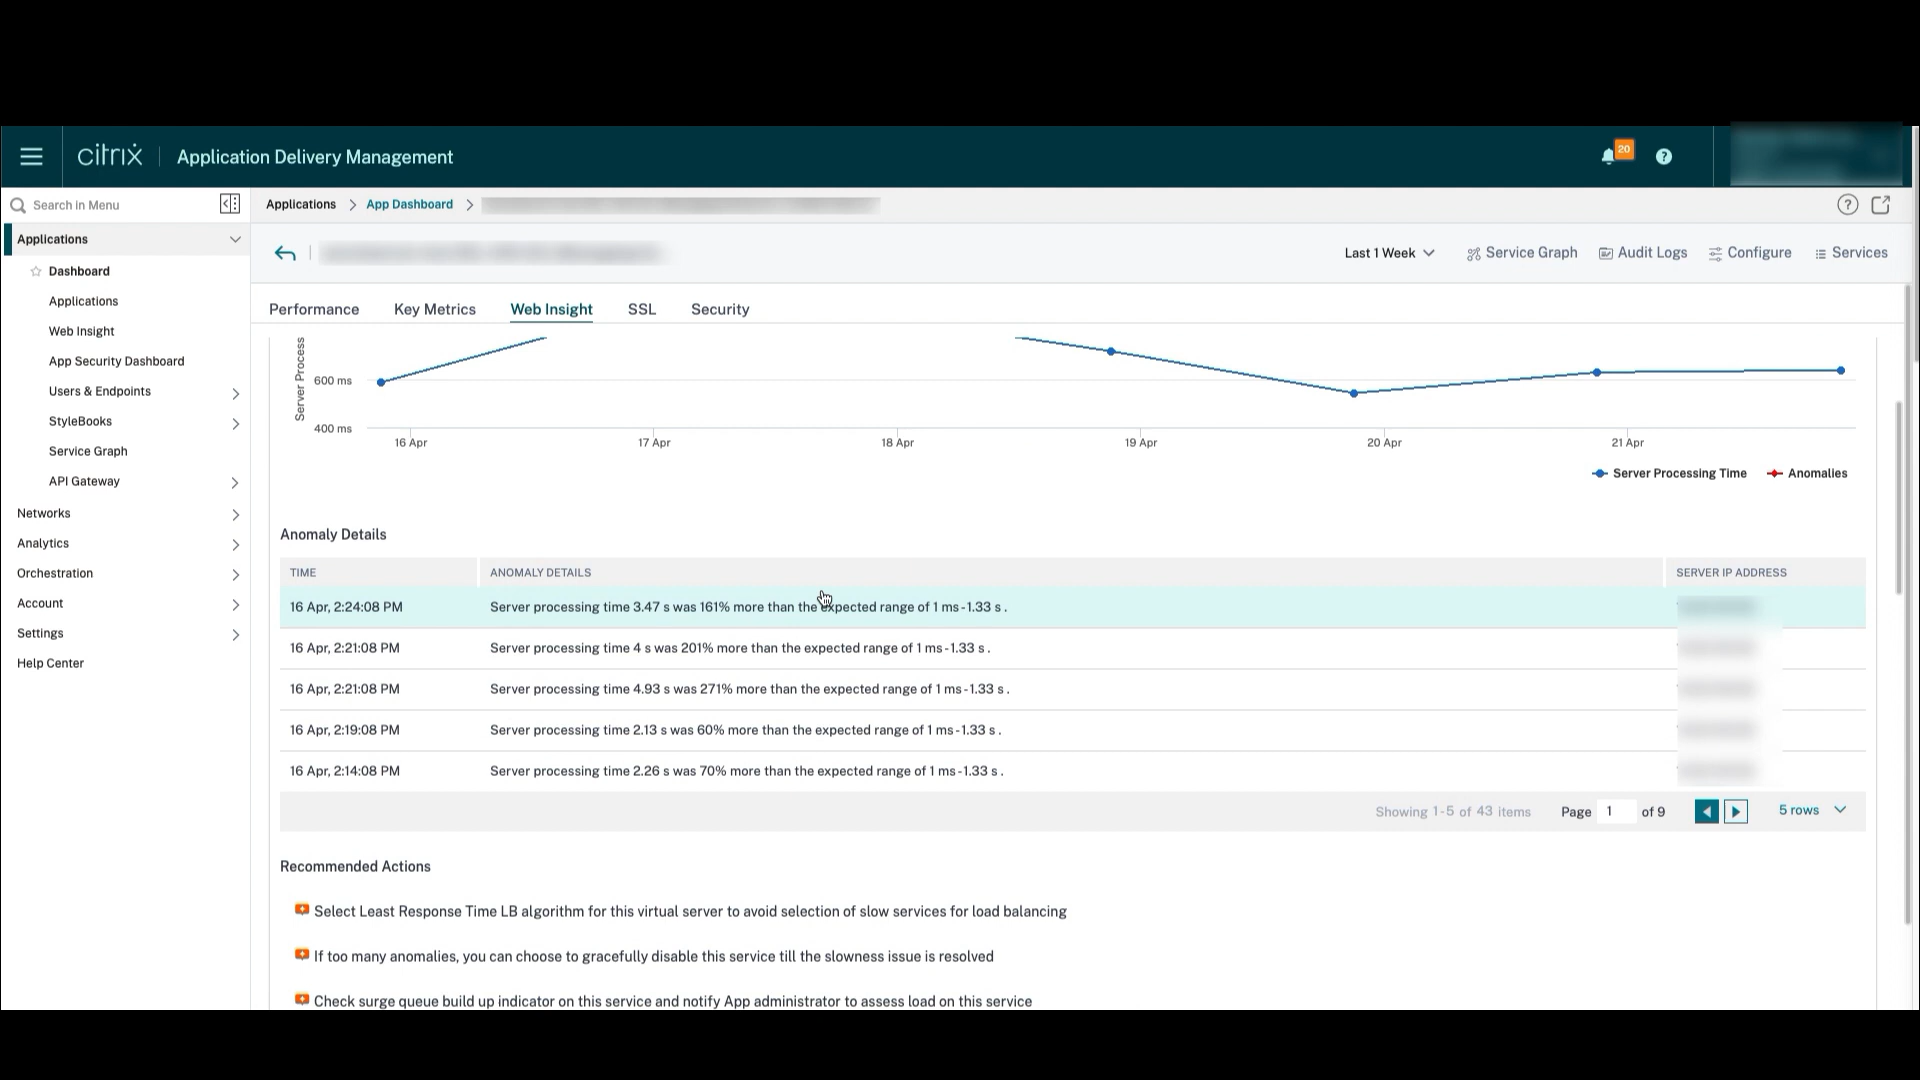 citrix
Application Delivery Management
20
?
Search in Menu
Applications > App Dashboard >
?
Applications
Last 1 Week
Service Graph
Audit Logs
Configure
Services
Dashboard
Applications
Web Insight
App Security Dashboard
Users & Endpoints
StyleBooks
Service Graph
API Gateway
Networks
Analytics
Orchestration
Account
Settings
Help Center
Performance
Key Metrics
Web Insight
SSL
Security
Server Process
600 ms
400 ms
16 Apr
17 Apr
18 Apr
19 Apr
20 Apr
21 Apr
Server Processing Time
Anomalies
Anomaly Details
TIME ANOMALY DETAILS SERVER IP ADDRESS
16 Apr, 2:24:08 PM Server processing time 3.47 s was 161% more than the expected range of 1 ms-1.33 s .
16 Apr, 2:21:08 PM Server processing time 4 s was 201% more than the expected range of 1 ms-1.33 s .
16 Apr, 2:21:08 PM Server processing time 4.93 s was 271% more than the expected range of 1 ms-1.33 s .
16 Apr, 2:19:08 PM Server processing time 2.13 s was 60% more than the expected range of 1 ms-1.33 s .
16 Apr, 2:14:08 PM Server processing time 2.26 s was 70% more than the expected range of 1 ms-1.33 s .
Showing 1-5 of 43 items Page 1 of 9 5 rows
Recommended Actions
Select Least Response Time LB algorithm for this virtual server to avoid selection of slow services for load balancing
If too many anomalies, you can choose to gracefully disable this service till the slowness issue is resolved
Check surge queue build up indicator on this service and notify App administrator to assess load on this service